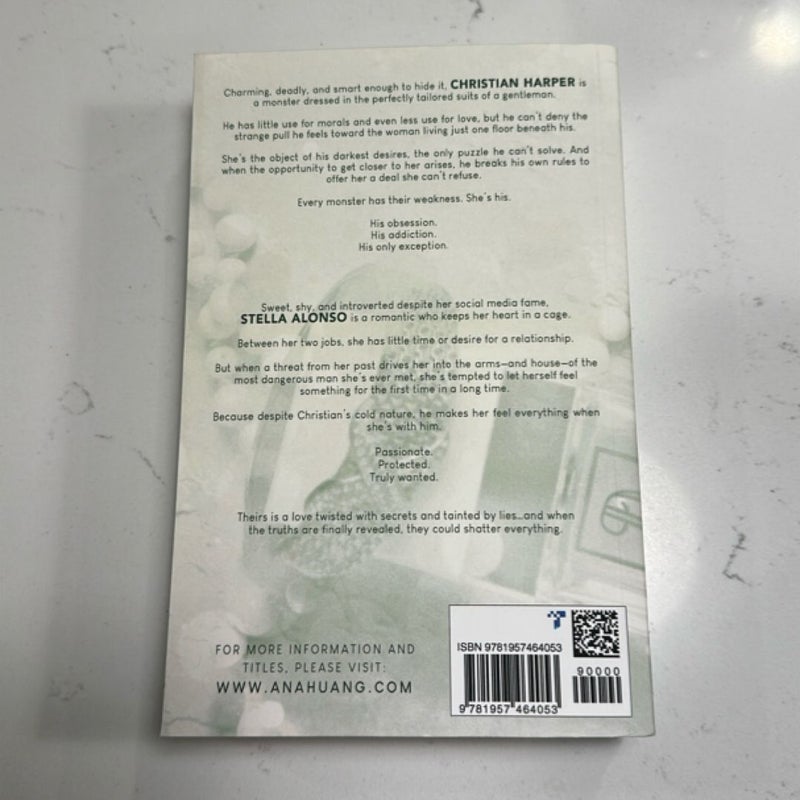 Charming, deadly, and smart enough to hide it, CHRISTIAN HARPER is
a monster dressed in the perfectly tailored suits of a gentleman.
He has little use for morals and even less use for love, but he can't deny the
strange pull he feels toward the woman living just one floor beneath his.
She's the object of his darkest desires, the only puzzle he can't solve. And
when the opportunity to get closer to her arises, he breaks his own rules to
offer her a deal she can't refuse.
Every monster has their weakness. She's his.
His obsession.
His addiction.
His only exception.
Sweet, shy, and introverted despite her social media fame,
STELLA ALONSO is a romantic who keeps her heart in a cage.
Between her two jobs, she has little time or desire for a relationship.
But when a threat from her past drives her into the arms—and house—of the
most dangerous man she's ever met, she's tempted to let herself feel
something for the first time in a long time.
Because despite Christian's cold nature, he makes her feel everything when
she's with him.
Passionate.
Protected.
Truly wanted.
Theirs is a love twisted with secrets and tainted by lies...and when
the truths are finally revealed, they could shatter everything.
FOR MORE INFORMATION AND
TITLES, PLEASE VISIT:
WWW.ANAHUANG.COM
ISBN 9781957464053
90000
9 781957 464053